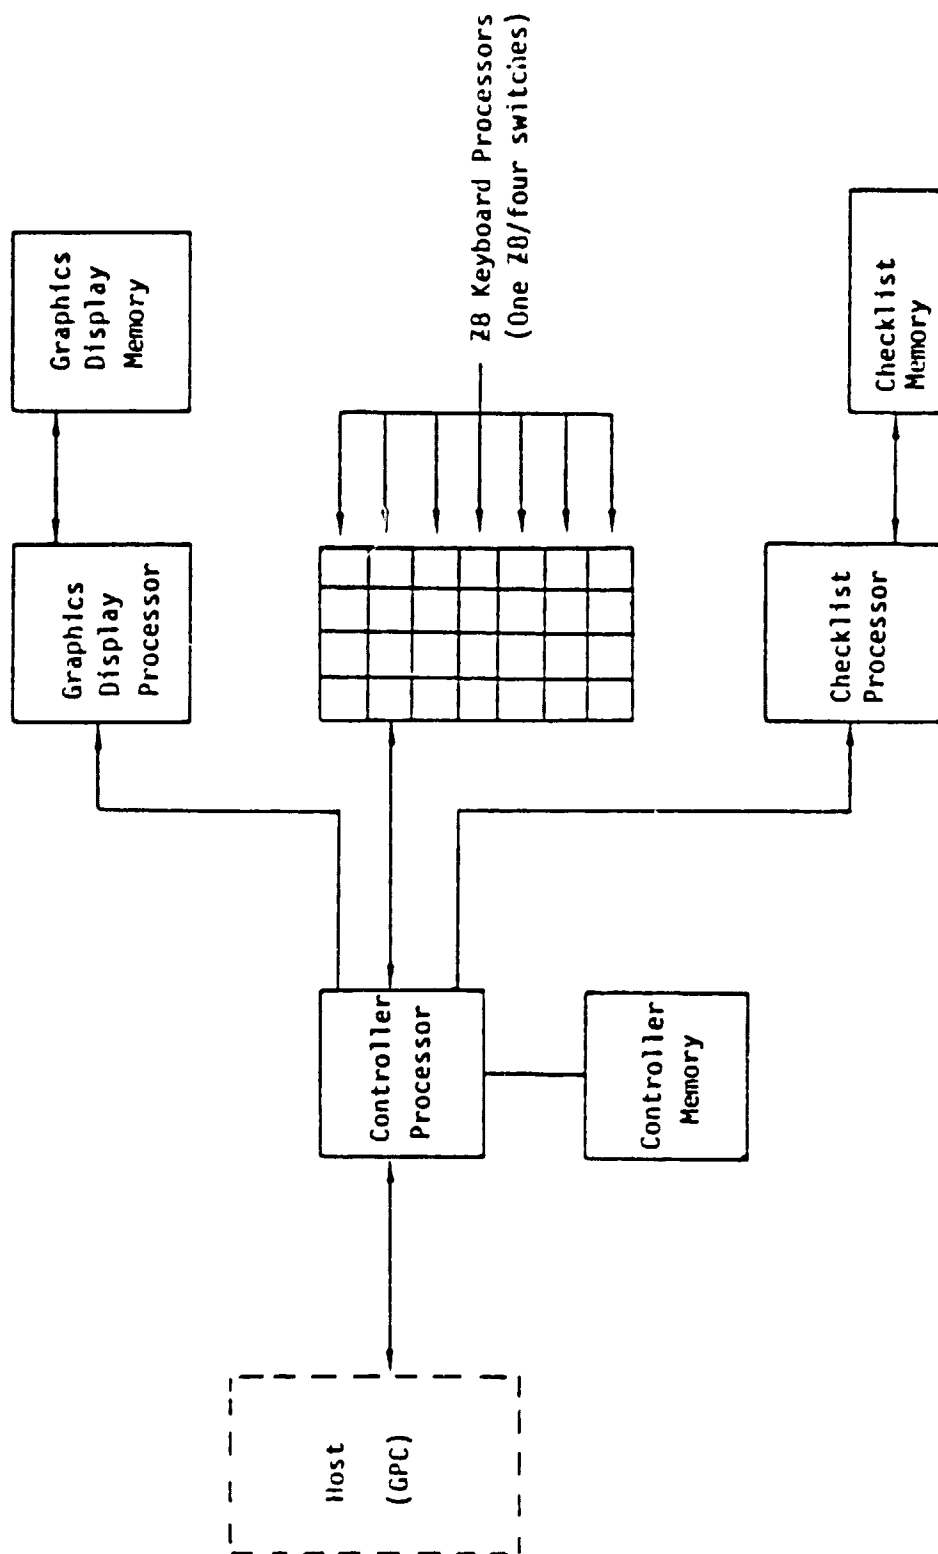 Graphics
Display
Memory
Graphics
Display
Processor
Z8 Keyboard Processors
(One Z8/four switches)
Checklist
Memory
Checklist
Processor
Controller
Processor
Controller
Memory
Host
(GPC)